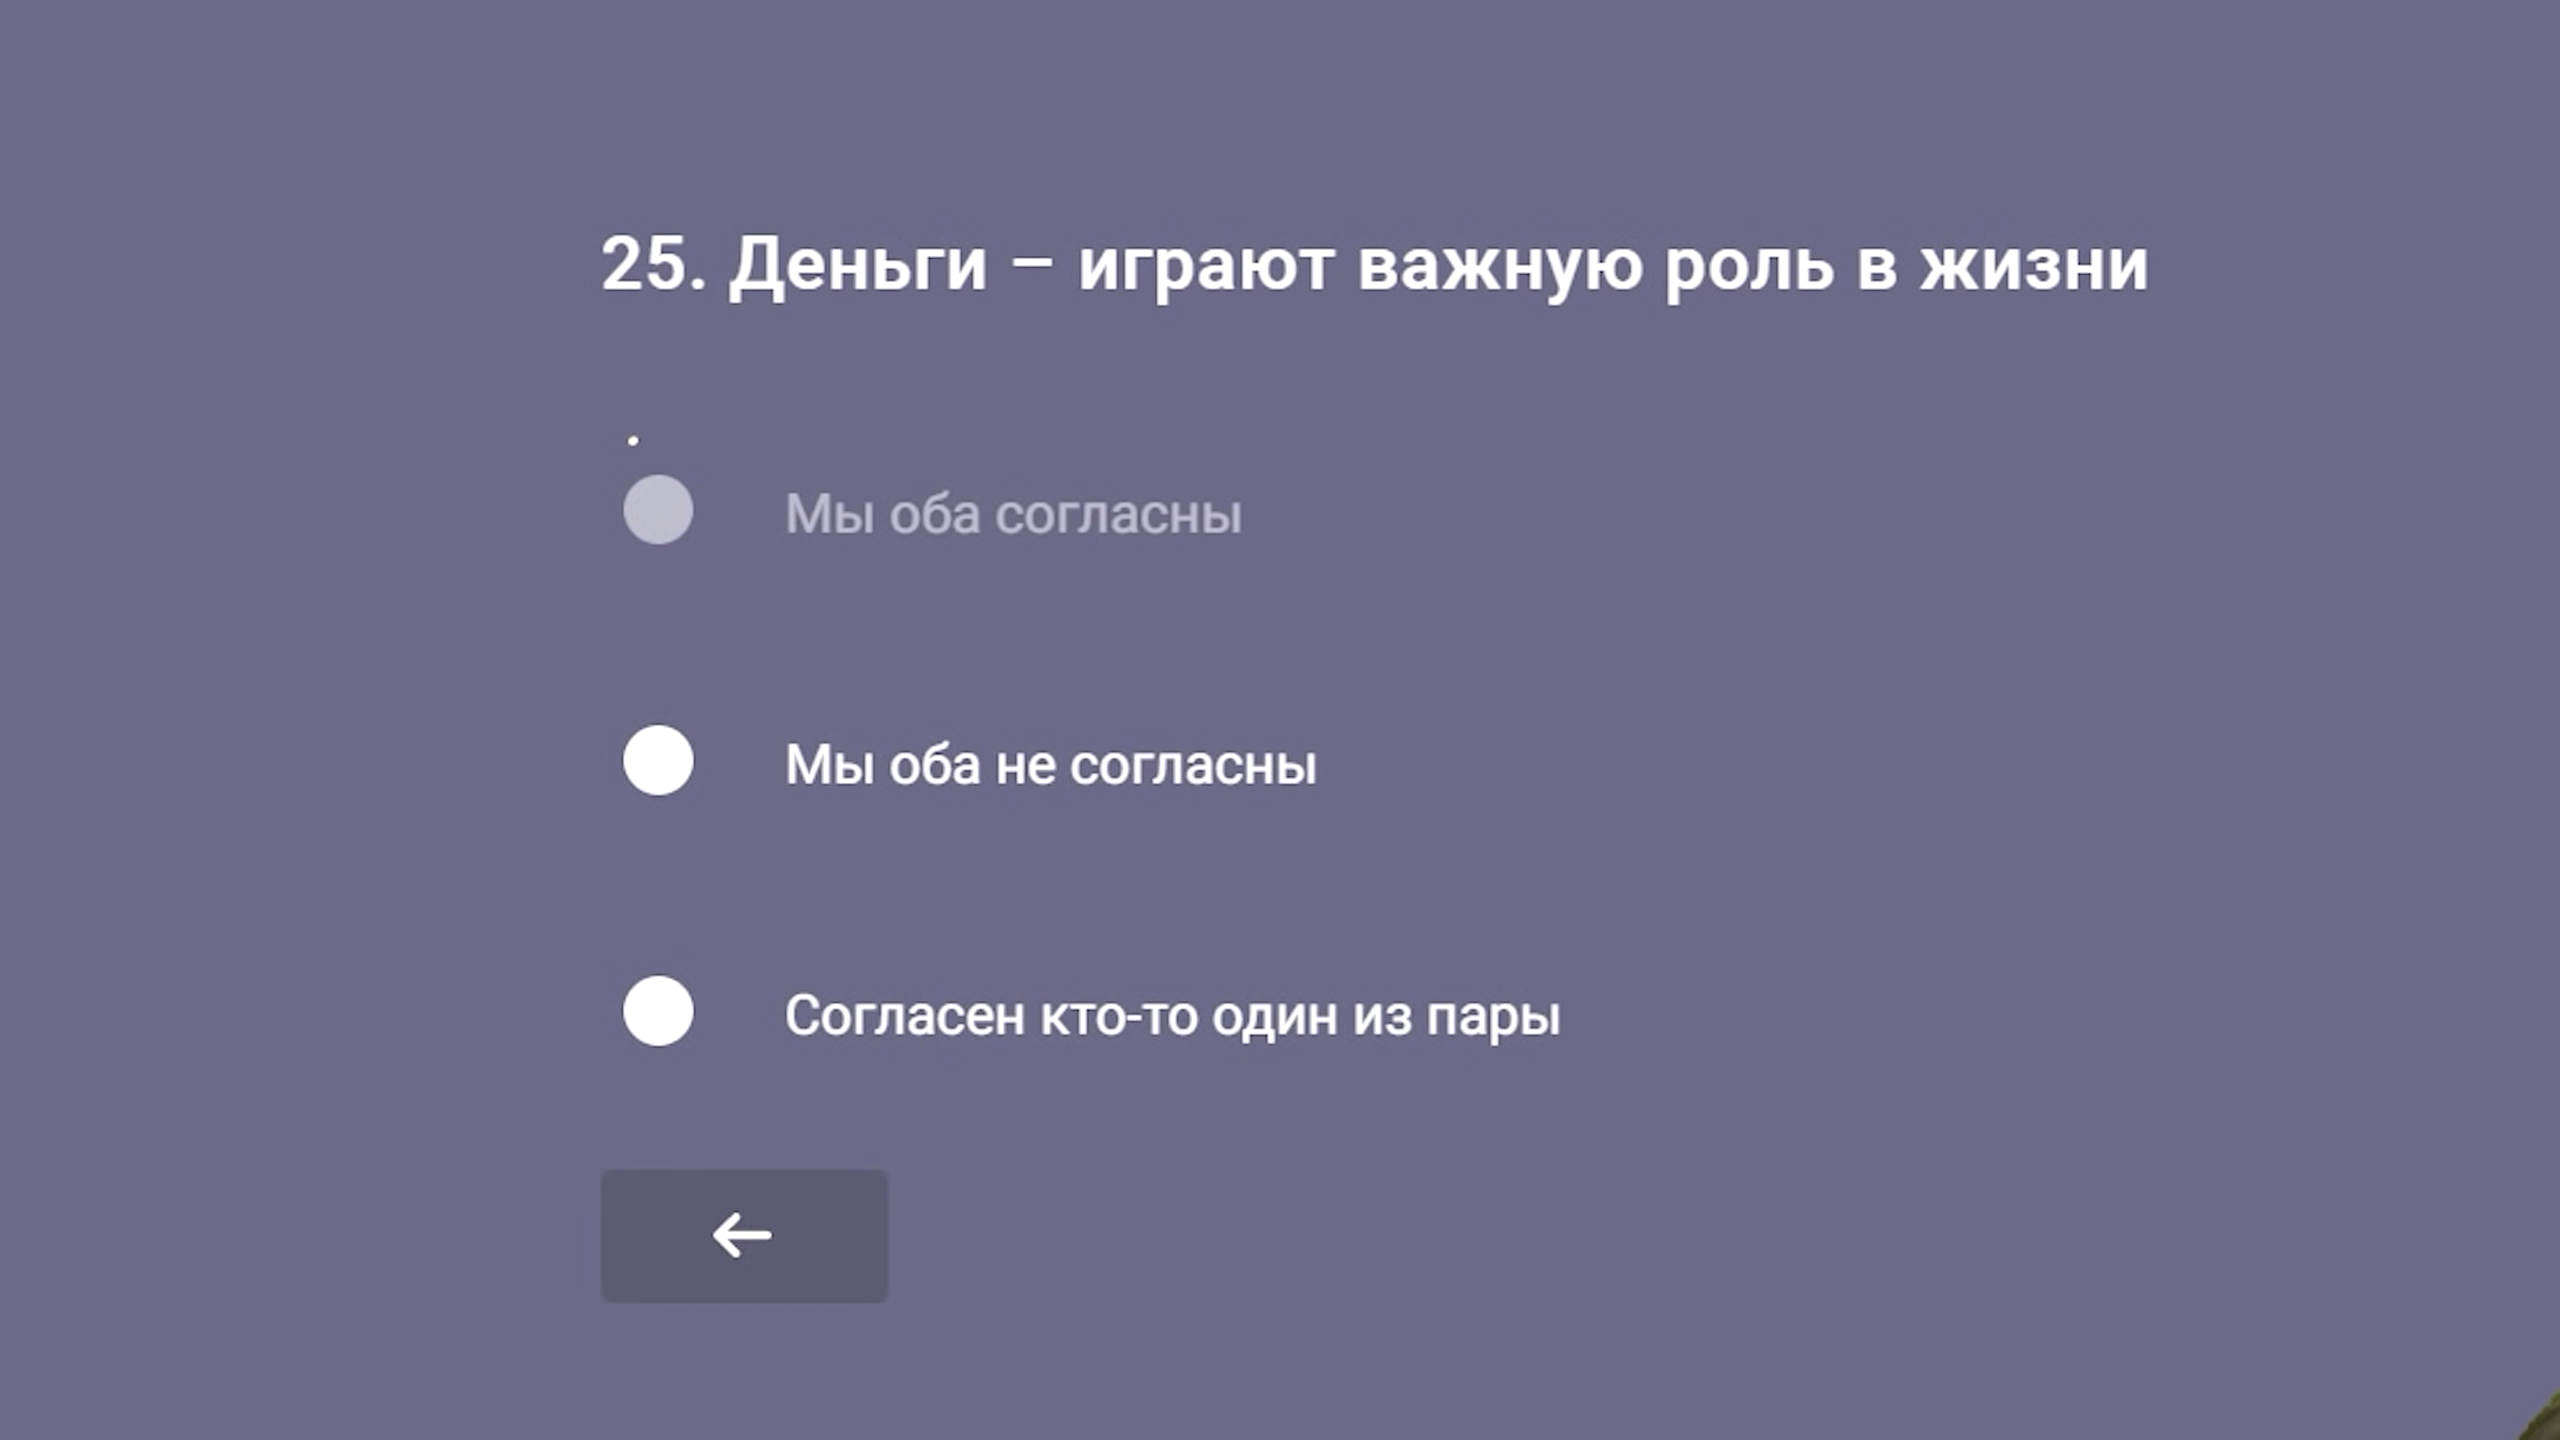 25. Деньги – играют важную роль в жизни
Мы оба согласны
Мы оба не согласны
Согласен кто-то один из пары